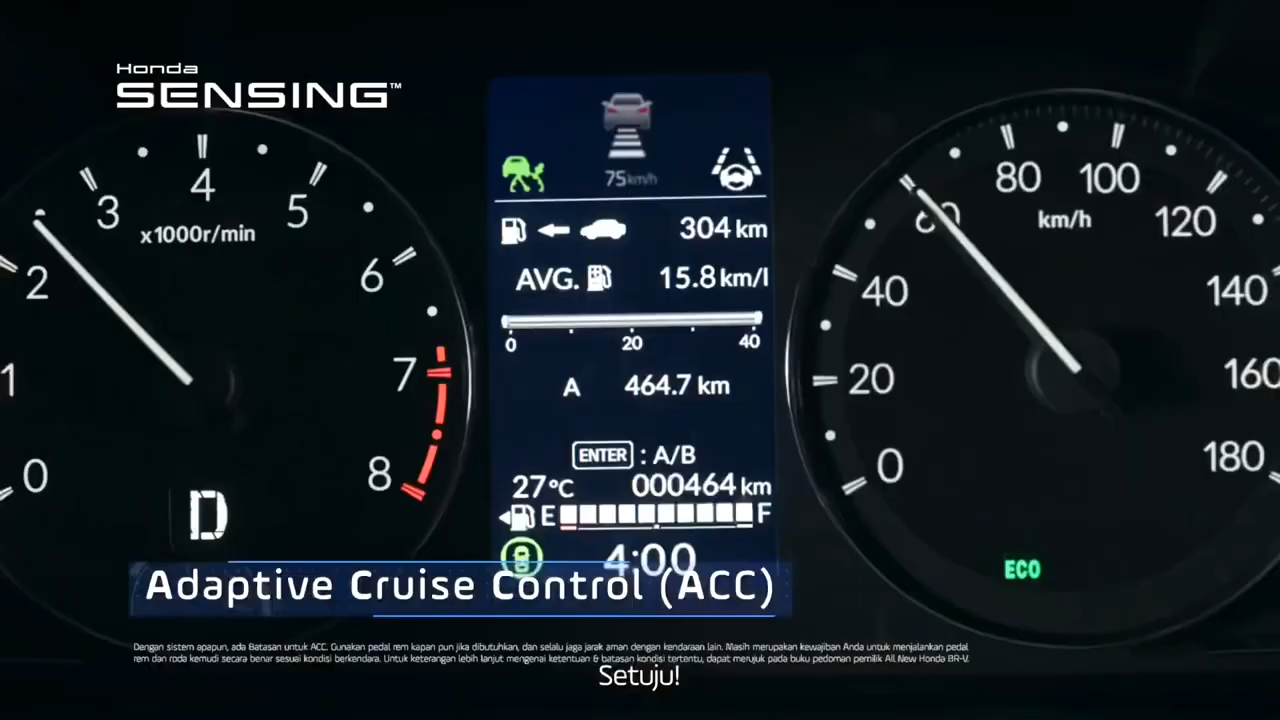 Honda
SENSING™
0
1
2
3
4
5
6
7
8
x1000r/min
D
75km/h
304 km
AVG. 15.8 km/l
0 20 40
A 464.7 km
ENTER : A/B
27°C 000464 km
E F
4:00
0
20
40
60
80
100
120
140
160
180
km/h
ECO
Adaptive Cruise Control (ACC)
Dengan sistem apapun, ada Batasan untuk ACC. Gunakan pedal rem kapan pun jika dibutuhkan, dan selalu jaga jarak aman dengan kendaraan lain. Masih merupakan kewajiban Anda untuk menjalankan pedal
rem dan roda kemudi secara benar sesuai kondisi berkendara. Untuk keterangan lebih lanjut mengenai ketentuan & batasan kondisi tertentu, dapat merujuk pada buku pedoman pemilik All New Honda BR-V.
Setuju!